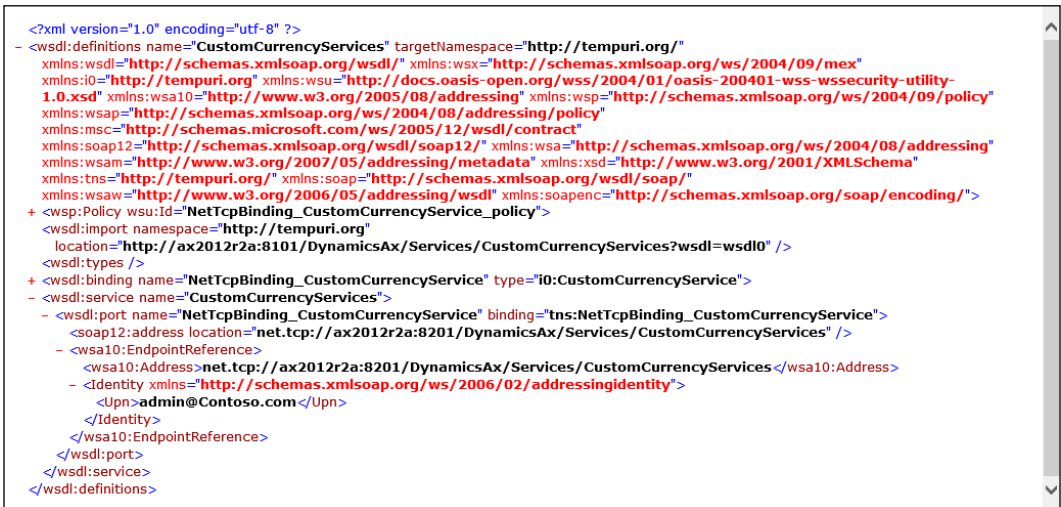 <?xml version="1.0" encoding="utf-8" ?>
- <wsdl:definitions name="CustomCurrencyServices" targetNamespace="http://tempuri.org/"
xmlns:wsdl="http://schemas.xmlsoap.org/wsdl/" xmlns:wsx="http://schemas.xmlsoap.org/ws/2004/09/mex"
xmlns:i0="http://tempuri.org" xmlns:wsu="http://docs.oasis-open.org/wss/2004/01/oasis-200401-wss-wssecurity-utility-
1.0.xsd" xmlns:wsa10="http://www.w3.org/2005/08/addressing" xmlns:wsp="http://schemas.xmlsoap.org/ws/2004/09/policy"
xmlns:wsap="http://schemas.xmlsoap.org/ws/2004/08/addressing/policy"
xmlns:msc="http://schemas.microsoft.com/ws/2005/12/wsdl/contract"
xmlns:soap12="http://schemas.xmlsoap.org/wsdl/soap12/" xmlns:wsa="http://schemas.xmlsoap.org/ws/2004/08/addressing"
xmlns:wsam="http://www.w3.org/2007/05/addressing/metadata" xmlns:xsd="http://www.w3.org/2001/XMLSchema"
xmlns:tns="http://tempuri.org/" xmlns:soap="http://schemas.xmlsoap.org/wsdl/soap/"
xmlns:wsaw="http://www.w3.org/2006/05/addressing/wsdl" xmlns:soapenc="http://schemas.xmlsoap.org/soap/encoding/">
+ <wsp:Policy wsu:Id="NetTcpBinding_CustomCurrencyService_policy">
<wsdl:import namespace="http://tempuri.org"
location="http://ax2012r2a:8101/DynamicsAx/Services/CustomCurrencyServices?wsdl=wsdl0" />
<wsdl:types />
+ <wsdl:binding name="NetTcpBinding_CustomCurrencyService" type="i0:CustomCurrencyService">
- <wsdl:service name="CustomCurrencyServices">
- <wsdl:port name="NetTcpBinding_CustomCurrencyService" binding="tns:NetTcpBinding_CustomCurrencyService">
<soap12:address location="net.tcp://ax2012r2a:8201/DynamicsAx/Services/CustomCurrencyServices" />
- <wsa10:EndpointReference>
<wsa10:Address>net.tcp://ax2012r2a:8201/DynamicsAx/Services/CustomCurrencyServices</wsa10:Address>
- <Identity xmlns="http://schemas.xmlsoap.org/ws/2006/02/addressingidentity">
<Upn>admin@Contoso.com</Upn>
</Identity>
</wsa10:EndpointReference>
</wsdl:port>
</wsdl:service>
</wsdl:definitions>